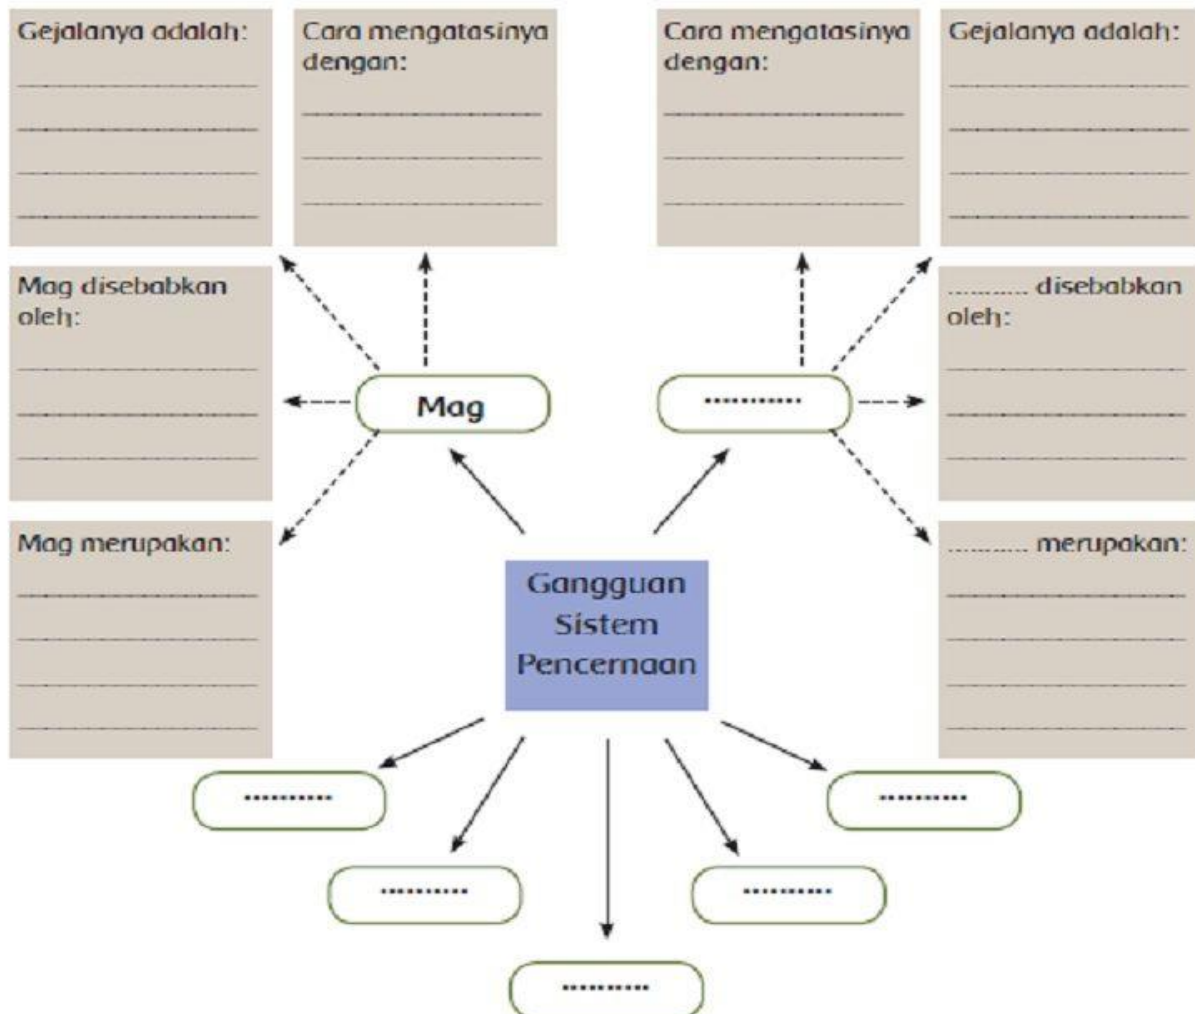 Gejalanya adalah:
Cara mengatasinya
dengan:
Cara mengatasinya
dengan:
Gejalanya adalah:
Mag disebabkan
oleh:
........... disebabkan
oleh:
Mag
...........
Mag merupakan:
........... merupakan:
Gangguan
Sistem
Pencernaan
..........
..........
..........
..........
..........